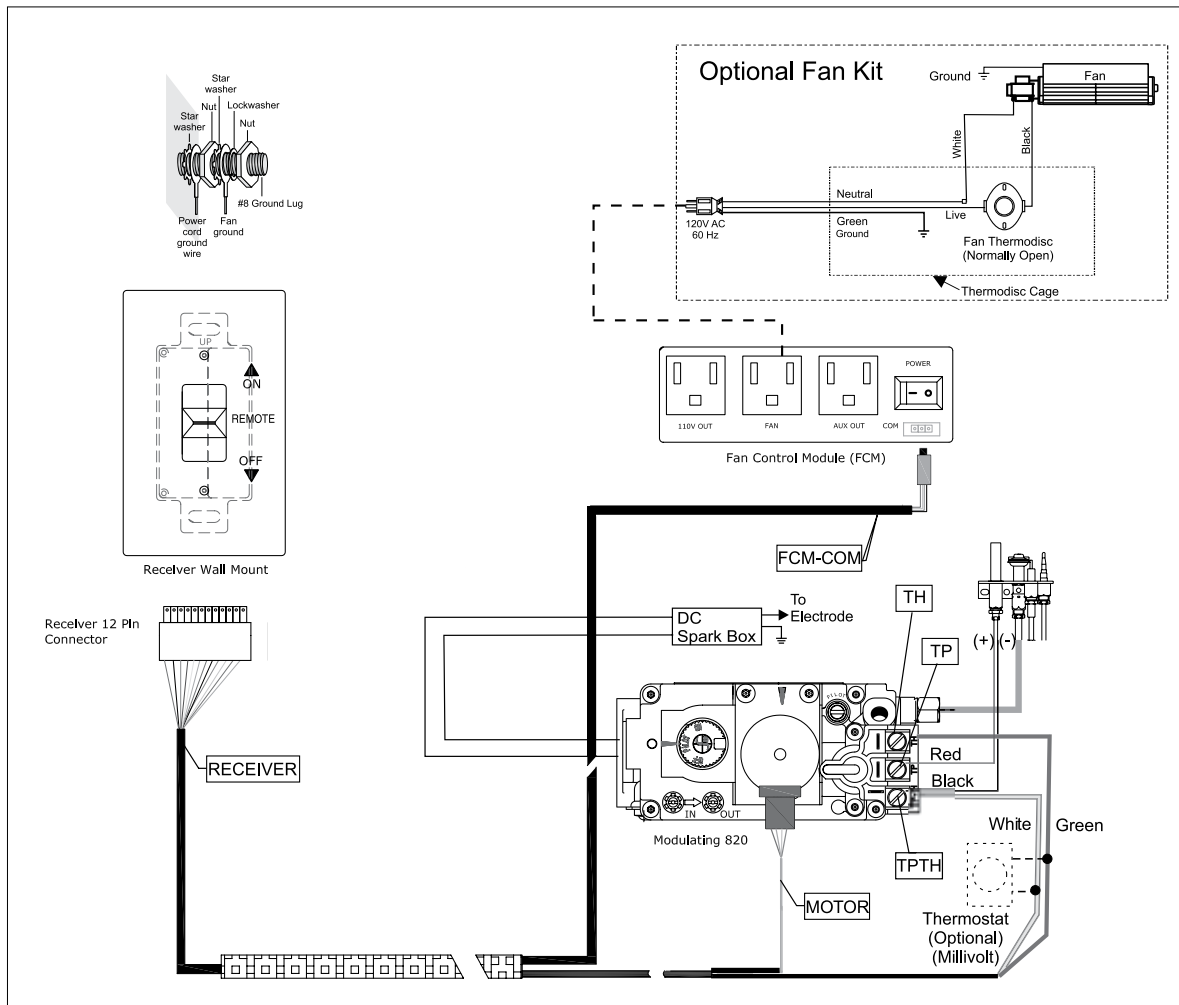 Star
washer
Nut
Lockwasher
Star
washer
Nut
#8 Ground Lug
Power
cord
ground
wire
Fan
ground
Optional Fan Kit
Ground
Fan
White
Black
Neutral
Live
Green
Ground
120V AC
60 Hz
Fan Thermodisc
(Normally Open)
Thermodisc Cage
UP
ON
REMOTE
OFF
Receiver Wall Mount
POWER
110V OUT
FAN
AUX OUT
COM
Fan Control Module (FCM)
FCM-COM
Receiver 12 Pin
Connector
RECEIVER
DC
Spark Box
To
Electrode
TH
TP
(+) (-)
Red
Black
IN
OUT
Modulating 820
White
Green
TPTH
MOTOR
Thermostat
(Optional)
(Millivolt)